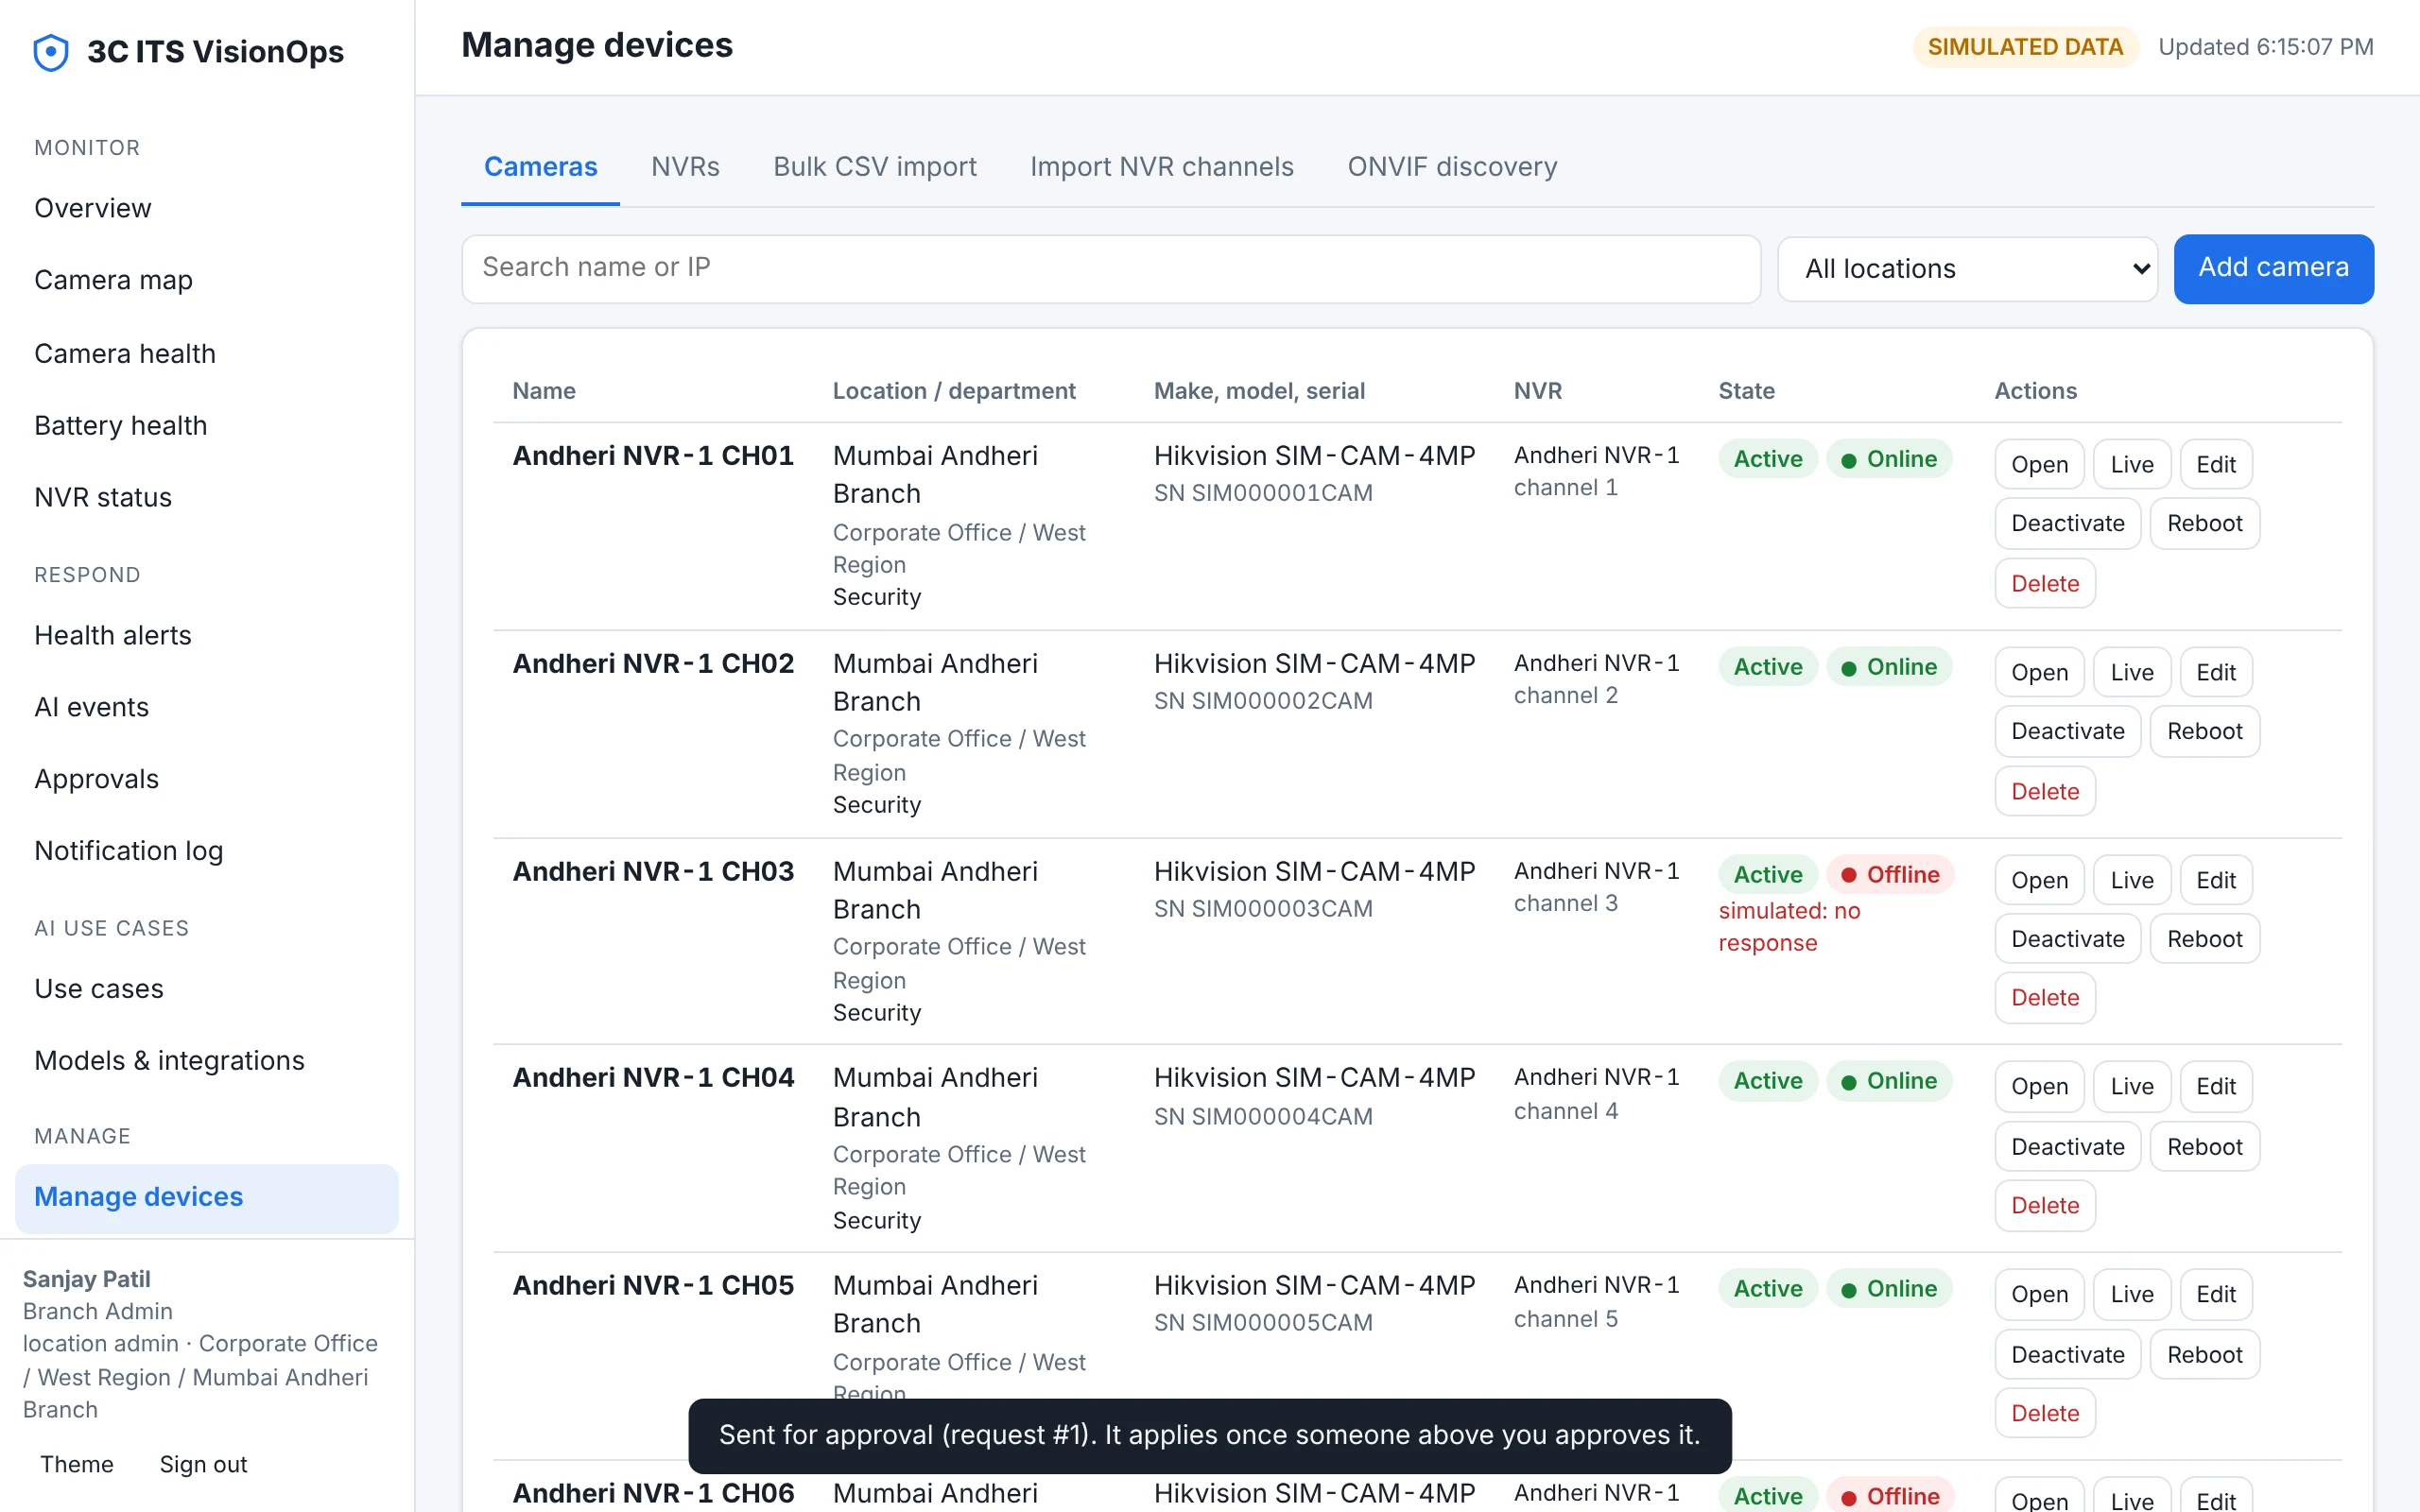 3C ITS VisionOps
MONITOR
Overview
Camera map
Camera health
Battery health
NVR status
RESPOND
Health alerts
AI events
Approvals
Notification log
AI USE CASES
Use cases
Models & integrations
MANAGE
Manage devices
Sanjay Patil
Branch Admin
location admin · Corporate Office
/ West Region / Mumbai Andheri
Branch
Theme Sign out
Manage devices
SIMULATED DATA Updated 6:15:07 PM
Cameras NVRs Bulk CSV import Import NVR channels ONVIF discovery
Search name or IP All locations Add camera
Name Location / department Make, model, serial NVR State Actions
Andheri NVR-1 CH01 Mumbai Andheri Hikvision SIM-CAM-4MP Andheri NVR-1 Active Online Open Live Edit
Branch SN SIM000001CAM channel 1
Corporate Office / West Deactivate Reboot
Region
Security Delete
Andheri NVR-1 CH02 Mumbai Andheri Hikvision SIM-CAM-4MP Andheri NVR-1 Active Online Open Live Edit
Branch SN SIM000002CAM channel 2
Corporate Office / West Deactivate Reboot
Region
Security Delete
Andheri NVR-1 CH03 Mumbai Andheri Hikvision SIM-CAM-4MP Andheri NVR-1 Active Offline Open Live Edit
Branch SN SIM000003CAM channel 3 simulated: no
Corporate Office / West response Deactivate Reboot
Region
Security Delete
Andheri NVR-1 CH04 Mumbai Andheri Hikvision SIM-CAM-4MP Andheri NVR-1 Active Online Open Live Edit
Branch SN SIM000004CAM channel 4
Corporate Office / West Deactivate Reboot
Region
Security Delete
Andheri NVR-1 CH05 Mumbai Andheri Hikvision SIM-CAM-4MP Andheri NVR-1 Active Online Open Live Edit
Branch SN SIM000005CAM channel 5
Corporate Office / West Deactivate Reboot
Region
Delete
Sent for approval (request #1). It applies once someone above you approves it.
Andheri NVR-1 CH06 Mumbai Andheri Hikvision SIM-CAM-4MP Andheri NVR-1 Active Offline Open Live Edit